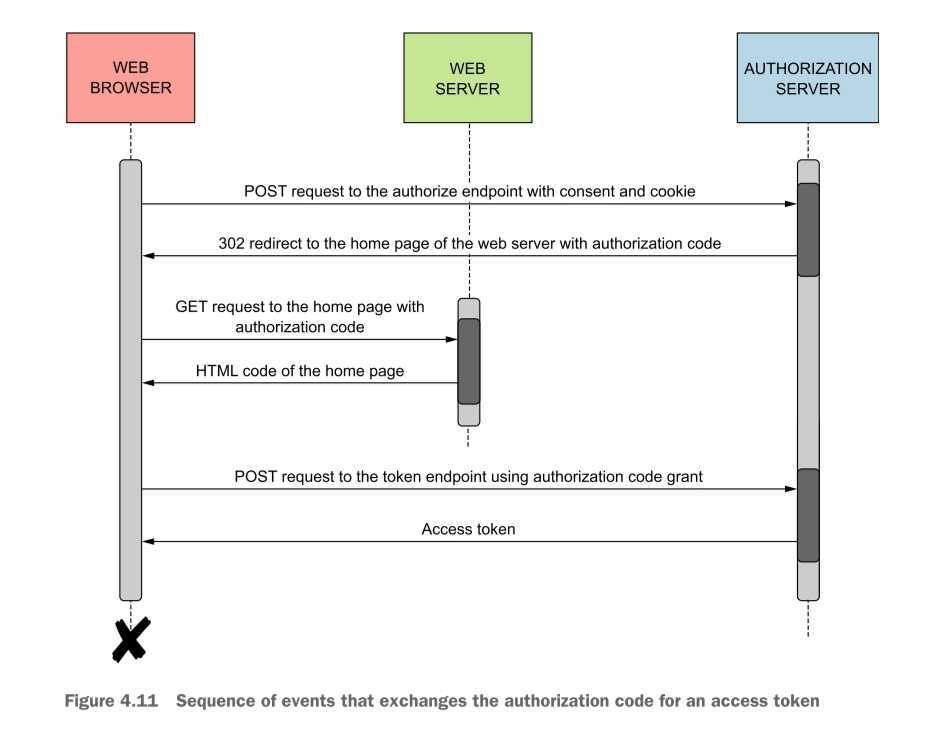 WEB
BROWSER
WEB
SERVER
AUTHORIZATION
SERVER
POST request to the authorize endpoint with consent and cookie
302 redirect to the home page of the web server with authorization code
GET request to the home page with
authorization code
HTML code of the home page
POST request to the token endpoint using authorization code grant
Access token
Figure 4.11 Sequence of events that exchanges the authorization code for an access token